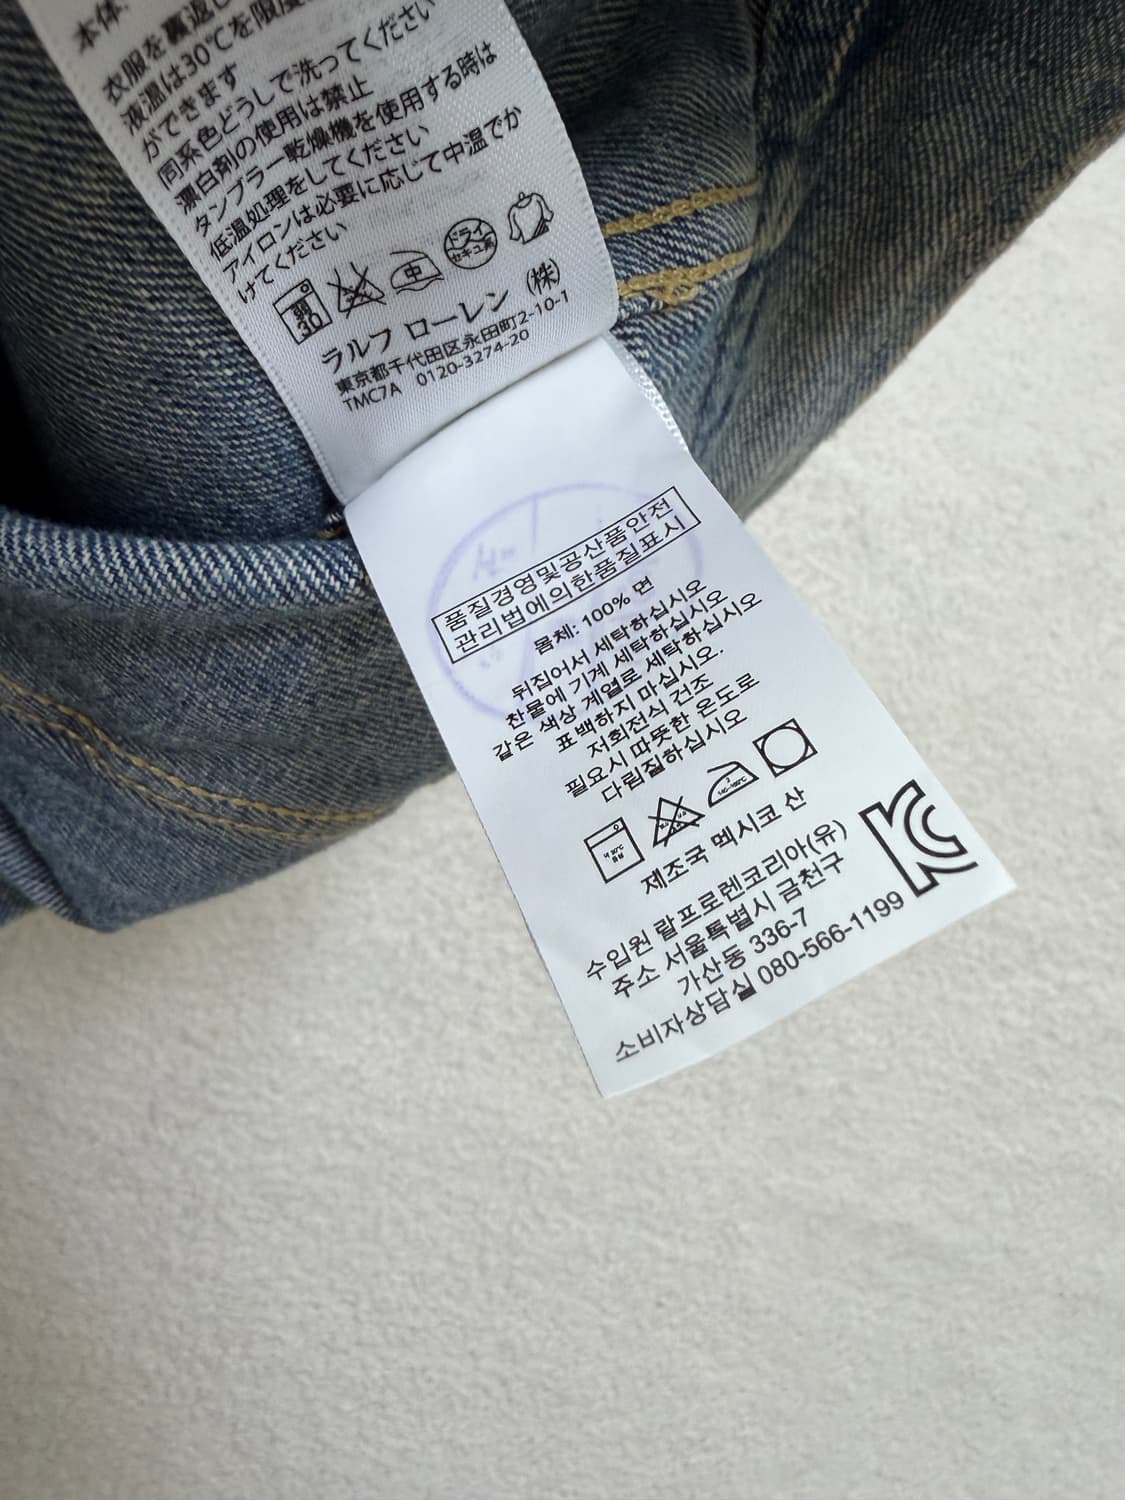 本体:
衣服を裏返し
液温は30℃を限度
ができます
同系色どうしで洗ってください
漂白剤の使用は禁止
タンブラー乾燥機を使用する時は
低温処理をしてください
アイロンは必要に応じて中温でか
けてください
30
中
ドライ
セキユ系
ラルフ ローレン (株)
東京都千代田区永田町2-10-1
TMC7A 0120-3274-20
품질경영및공산품안전
관리법에의한품질표시
몸체: 100% 면
뒤집어서 세탁하십시오
찬물에 기계 세탁하십시오
같은 색상 계열로 세탁하십시오
표백하지 마십시오.
저회전식 건조
필요시 따뜻한 온도로
다림질하십시오
제조국 멕시코 산
수입원 랄프로렌코리아(유)
주소 서울특별시 금천구
가산동 336-7
소비자상담실 080-566-1199